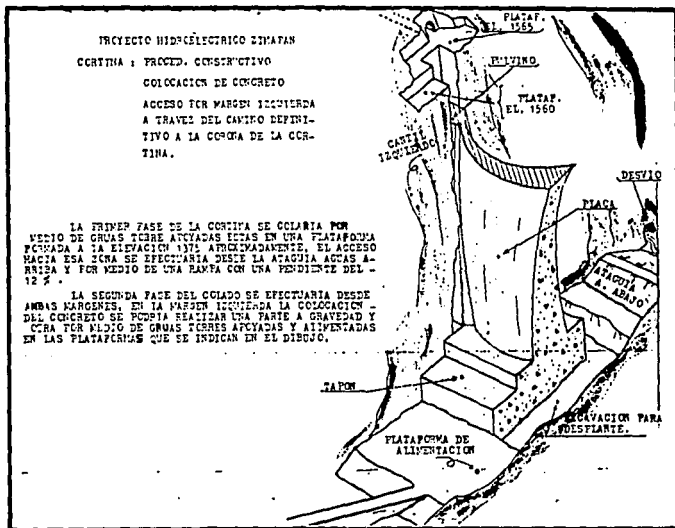 PROYECTO HIDROELECTRICO ZIMAPAN
CORTINA : PROCED. CONSTRUCTIVO
COLOCACION DE CONCRETO
ACCESO POR MARGEN IZQUIERDA
A TRAVES DEL CAMINO DEFINI-
TIVO A LA CORONA DE LA COR-
TINA.
LA PRIMER FASE DE LA CORTINA SE COLARIA POR
MEDIO DE GRUAS TORRE APOYADAS ESTAS EN UNA PLATAFORMA
FORMADA A LA ELEVACION 1375 APROXIMADAMENTE, EL ACCESO
HACIA ESA ZONA SE EFECTUARIA DESDE LA ATAGUIA AGUAS A-
RRIBA Y POR MEDIO DE UNA RAMPA CON UNA PENDIENTE DEL -
12 % .
LA SEGUNDA FASE DEL COLADO SE EFECTUARIA DESDE
AMBAS MARGENES, EN LA MARGEN IZQUIERDA LA COLOCACION -
DEL CONCRETO SE PODRIA REALIZAR UNA PARTE A GRAVEDAD Y
OTRA POR MEDIO DE GRUAS TORRES APOYADAS Y ALIMENTADAS
EN LAS PLATAFORMAS QUE SE INDICAN EN EL DIBUJO.
PLATAF.
EL. 1565
PULVINO
PLATAF.
EL. 1560
CANTIL
IZQUIERDO
DESVIO
PLACA
ATAGUIA
A. ABAJO
TAPON
EXCAVACION PARA
DESPLANTE.
PLATAFORMA DE
ALIMENTACION